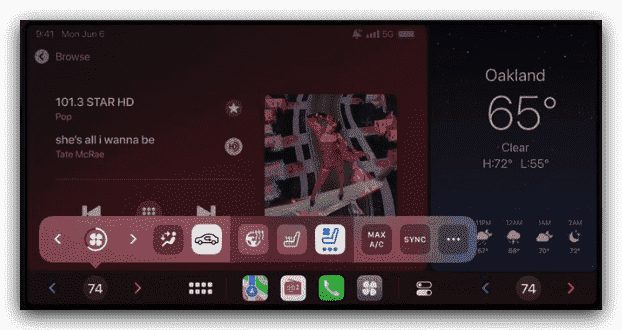 9:41 Mon Jun 6
5G
Browse
101.3 STAR HD
Pop
she's all i wanna be
Tate McRae
Oakland
65°
Clear
H:72° L:55°
11PM 12AM 1AM 2AM
67° 68° 70° 72°
MAX
A/C
SYNC
74
74